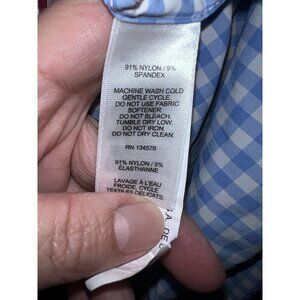 91% NYLON / 9%
SPANDEX
MACHINE WASH COLD
GENTLE CYCLE.
DO NOT USE FABRIC
SOFTENER.
DO NOT BLEACH.
TUMBLE DRY LOW.
DO NOT IRON.
DO NOT DRY CLEAN.
RN 134578
91% NYLON / 9%
ÉLASTHANNE
LAVAGE À L'EAU
FROIDE, CYCLE
TEXTILES DÉLICATS.